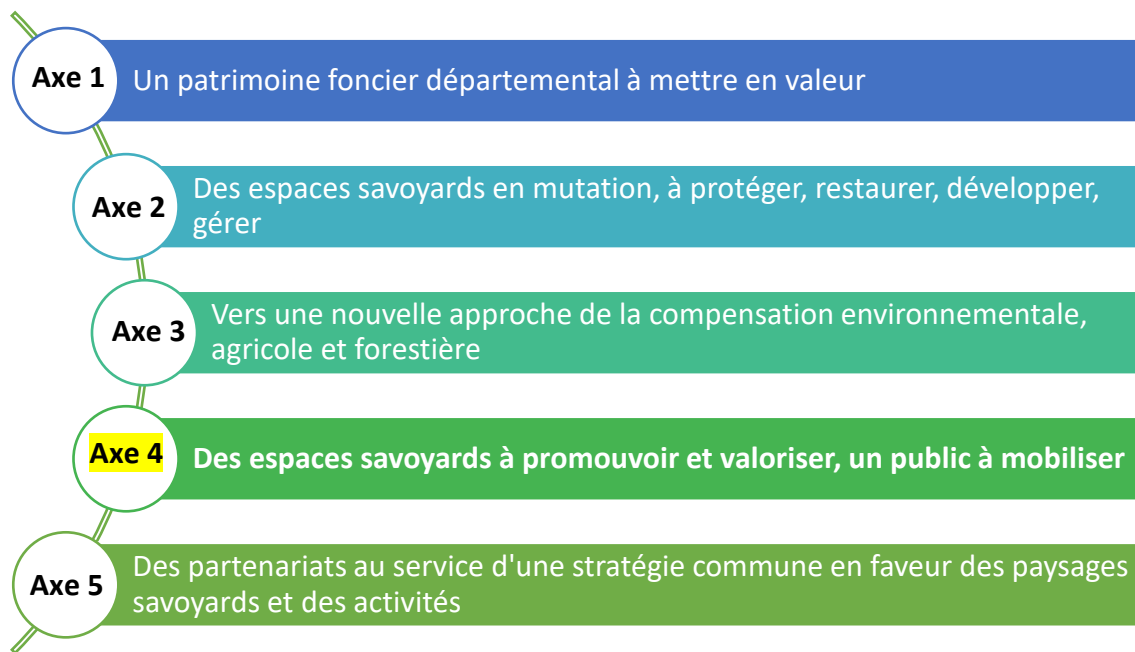 Axe 1
Un patrimoine foncier départemental à mettre en valeur
Axe 2
Des espaces savoyards en mutation, à protéger, restaurer, développer,
gérer
Axe 3
Vers une nouvelle approche de la compensation environnementale,
agricole et forestière
Axe 4
Des espaces savoyards à promouvoir et valoriser, un public à mobiliser
Axe 5
Des partenariats au service d'une stratégie commune en faveur des paysages
savoyards et des activités